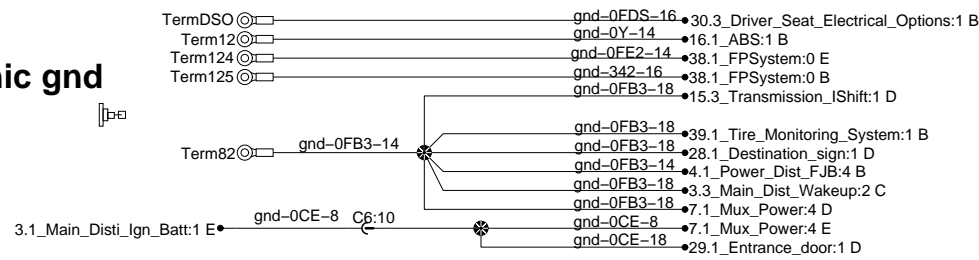 TermDSO gnd-0FDS-16 30.3_Driver_Seat_Electrical_Options:1 B
Term12 gnd-0Y-14 16.1_ABS:1 B
Term124 gnd-0FE2-14 38.1_FPSystem:0 E
Term125 gnd-342-16 38.1_FPSystem:0 B
nic gnd
gnd-0FB3-18 15.3_Transmission_IShift:1 D
gnd-0FB3-18 39.1_Tire_Monitoring_System:1 B
Term82 gnd-0FB3-14 gnd-0FB3-18 28.1_Destination_sign:1 D
gnd-0FB3-14 4.1_Power_Dist_FJB:4 B
gnd-0FB3-18 3.3_Main_Dist_Wakeup:2 C
gnd-0FB3-18 7.1_Mux_Power:4 D
3.1_Main_Disti_Ign_Batt:1 E gnd-0CE-8 C6:10 gnd-0CE-8 7.1_Mux_Power:4 E
gnd-0CE-18 29.1_Entrance_door:1 D